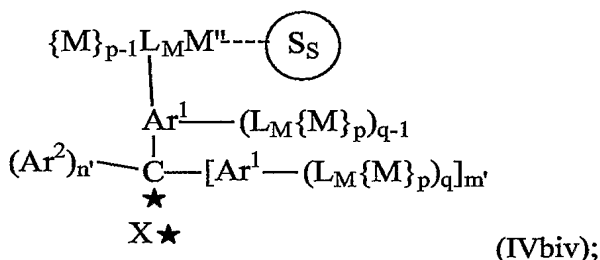 {M}p-1LMM"----SS
Ar¹—(LM{M}p)q-1
(Ar²)n'—C—[Ar¹—(LM{M}p)q]m'
★
X★
(IVbiv);